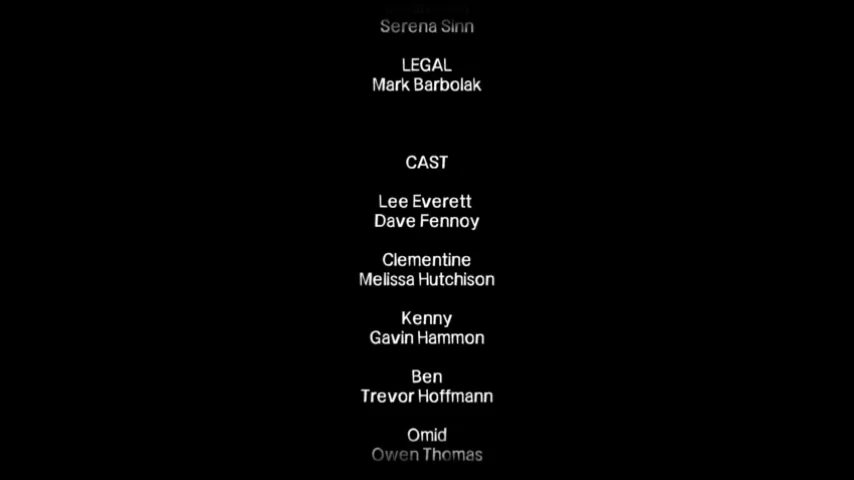 Serena Sinn
LEGAL
Mark Barbolak
CAST
Lee Everett
Dave Fennoy
Clementine
Melissa Hutchison
Kenny
Gavin Hammon
Ben
Trevor Hoffmann
Omid
Owen Thomas